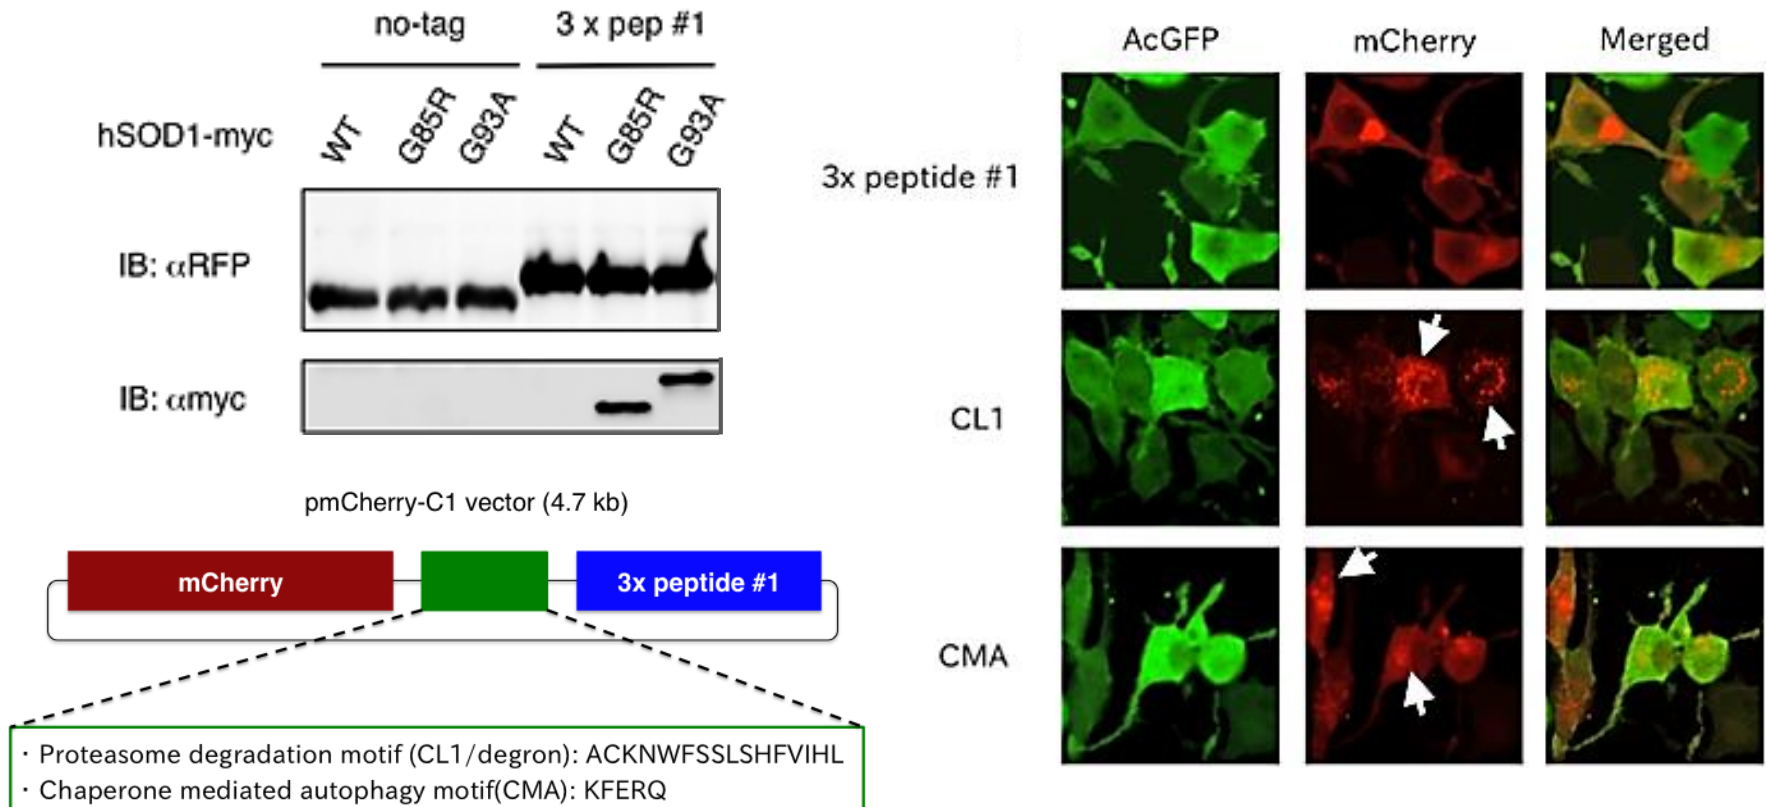 no-tag 3 x pep #1
hSOD1-myc WT G85R G93A WT G85R G93A
IB: αRFP
IB: αmyc
pmCherry-C1 vector (4.7 kb)
mCherry 3x peptide #1
· Proteasome degradation motif (CL1/degron): ACKNWFSSLSHFVIHL
· Chaperone mediated autophagy motif(CMA): KFERQ
AcGFP mCherry Merged
3x peptide #1
CL1
CMA